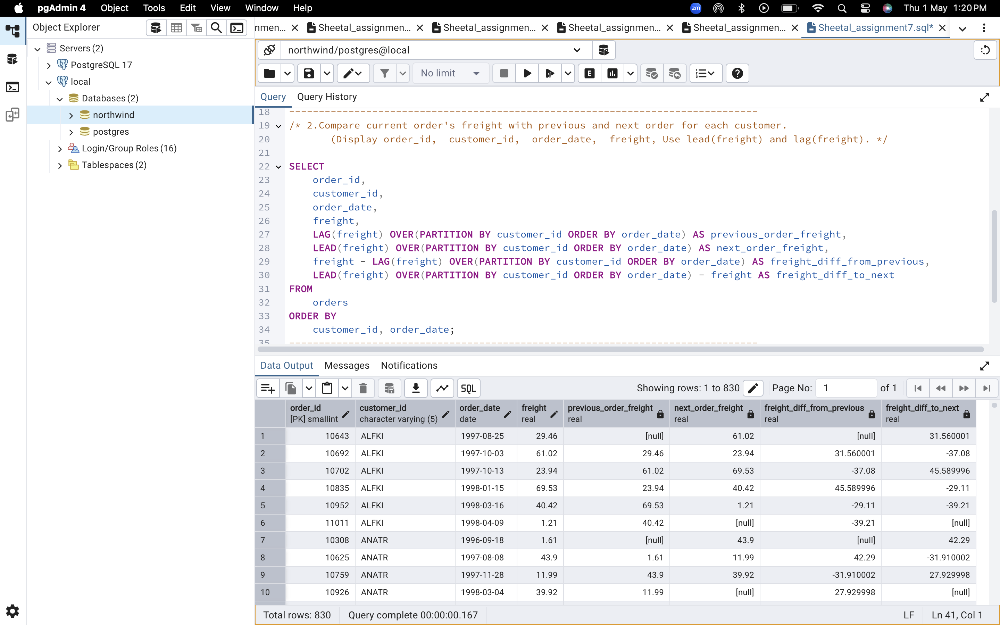 pgAdmin 4 Object Tools Edit View Window Help zm Thu 1 May 1:20 PM
Object Explorer
nmen... Sheetal_assignmen... Sheetal_assignmen... Sheetal_assignmen... Sheetal_assignmen... Sheetal_assignment7.sql*
Servers (2)
PostgreSQL 17
local
Databases (2)
northwind
postgres
Login/Group Roles (16)
Tablespaces (2)
northwind/postgres@local
No limit
Query Query History
18 -------------------------------------------------------------------------------
19 /* 2.Compare current order's freight with previous and next order for each customer.
20 (Display order_id, customer_id, order_date, freight, Use lead(freight) and lag(freight). */
21
22 SELECT
23 order_id,
24 customer_id,
25 order_date,
26 freight,
27 LAG(freight) OVER(PARTITION BY customer_id ORDER BY order_date) AS previous_order_freight,
28 LEAD(freight) OVER(PARTITION BY customer_id ORDER BY order_date) AS next_order_freight,
29 freight - LAG(freight) OVER(PARTITION BY customer_id ORDER BY order_date) AS freight_diff_from_previous,
30 LEAD(freight) OVER(PARTITION BY customer_id ORDER BY order_date) - freight AS freight_diff_to_next
31 FROM
32 orders
33 ORDER BY
34 customer_id, order_date;
35 -------------------------------------------------------------------------------
Data Output Messages Notifications
SQL Showing rows: 1 to 830 Page No: 1 of 1
order_id customer_id order_date freight previous_order_freight next_order_freight freight_diff_from_previous freight_diff_to_next
[PK] smallint character varying (5) date real real real real real
1 10643 ALFKI 1997-08-25 29.46 [null] 61.02 [null] 31.560001
2 10692 ALFKI 1997-10-03 61.02 29.46 23.94 31.560001 -37.08
3 10702 ALFKI 1997-10-13 23.94 61.02 69.53 -37.08 45.589996
4 10835 ALFKI 1998-01-15 69.53 23.94 40.42 45.589996 -29.11
5 10952 ALFKI 1998-03-16 40.42 69.53 1.21 -29.11 -39.21
6 11011 ALFKI 1998-04-09 1.21 40.42 [null] -39.21 [null]
7 10308 ANATR 1996-09-18 1.61 [null] 43.9 [null] 42.29
8 10625 ANATR 1997-08-08 43.9 1.61 11.99 42.29 -31.910002
9 10759 ANATR 1997-11-28 11.99 43.9 39.92 -31.910002 27.929998
10 10926 ANATR 1998-03-04 39.92 11.99 [null] 27.929998 [null]
Total rows: 830 Query complete 00:00:00.167 LF Ln 41, Col 1